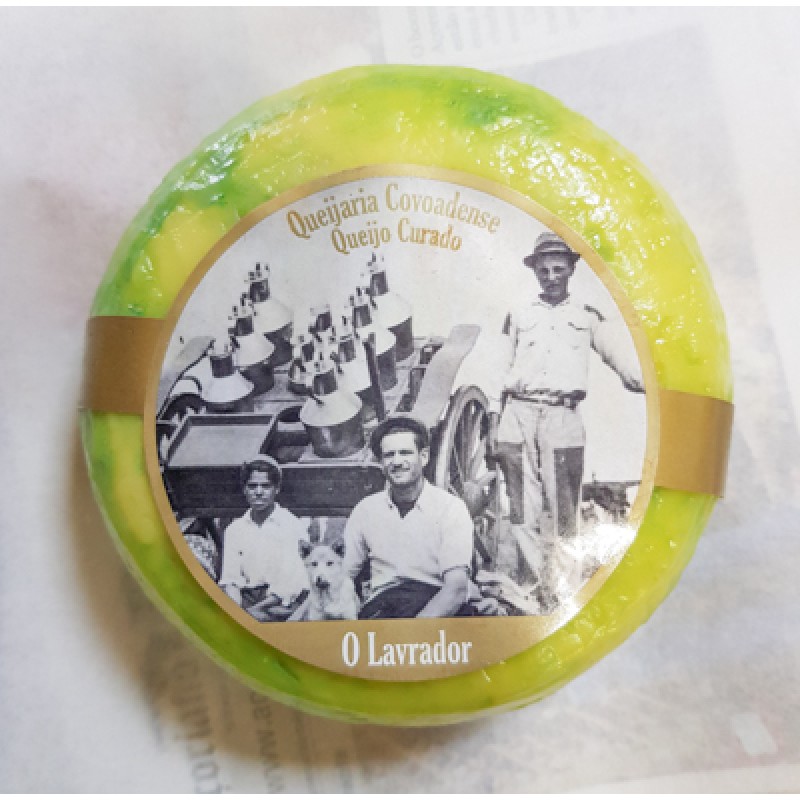 Queijaria Covoadense
Queijo Curado
O Lavrador